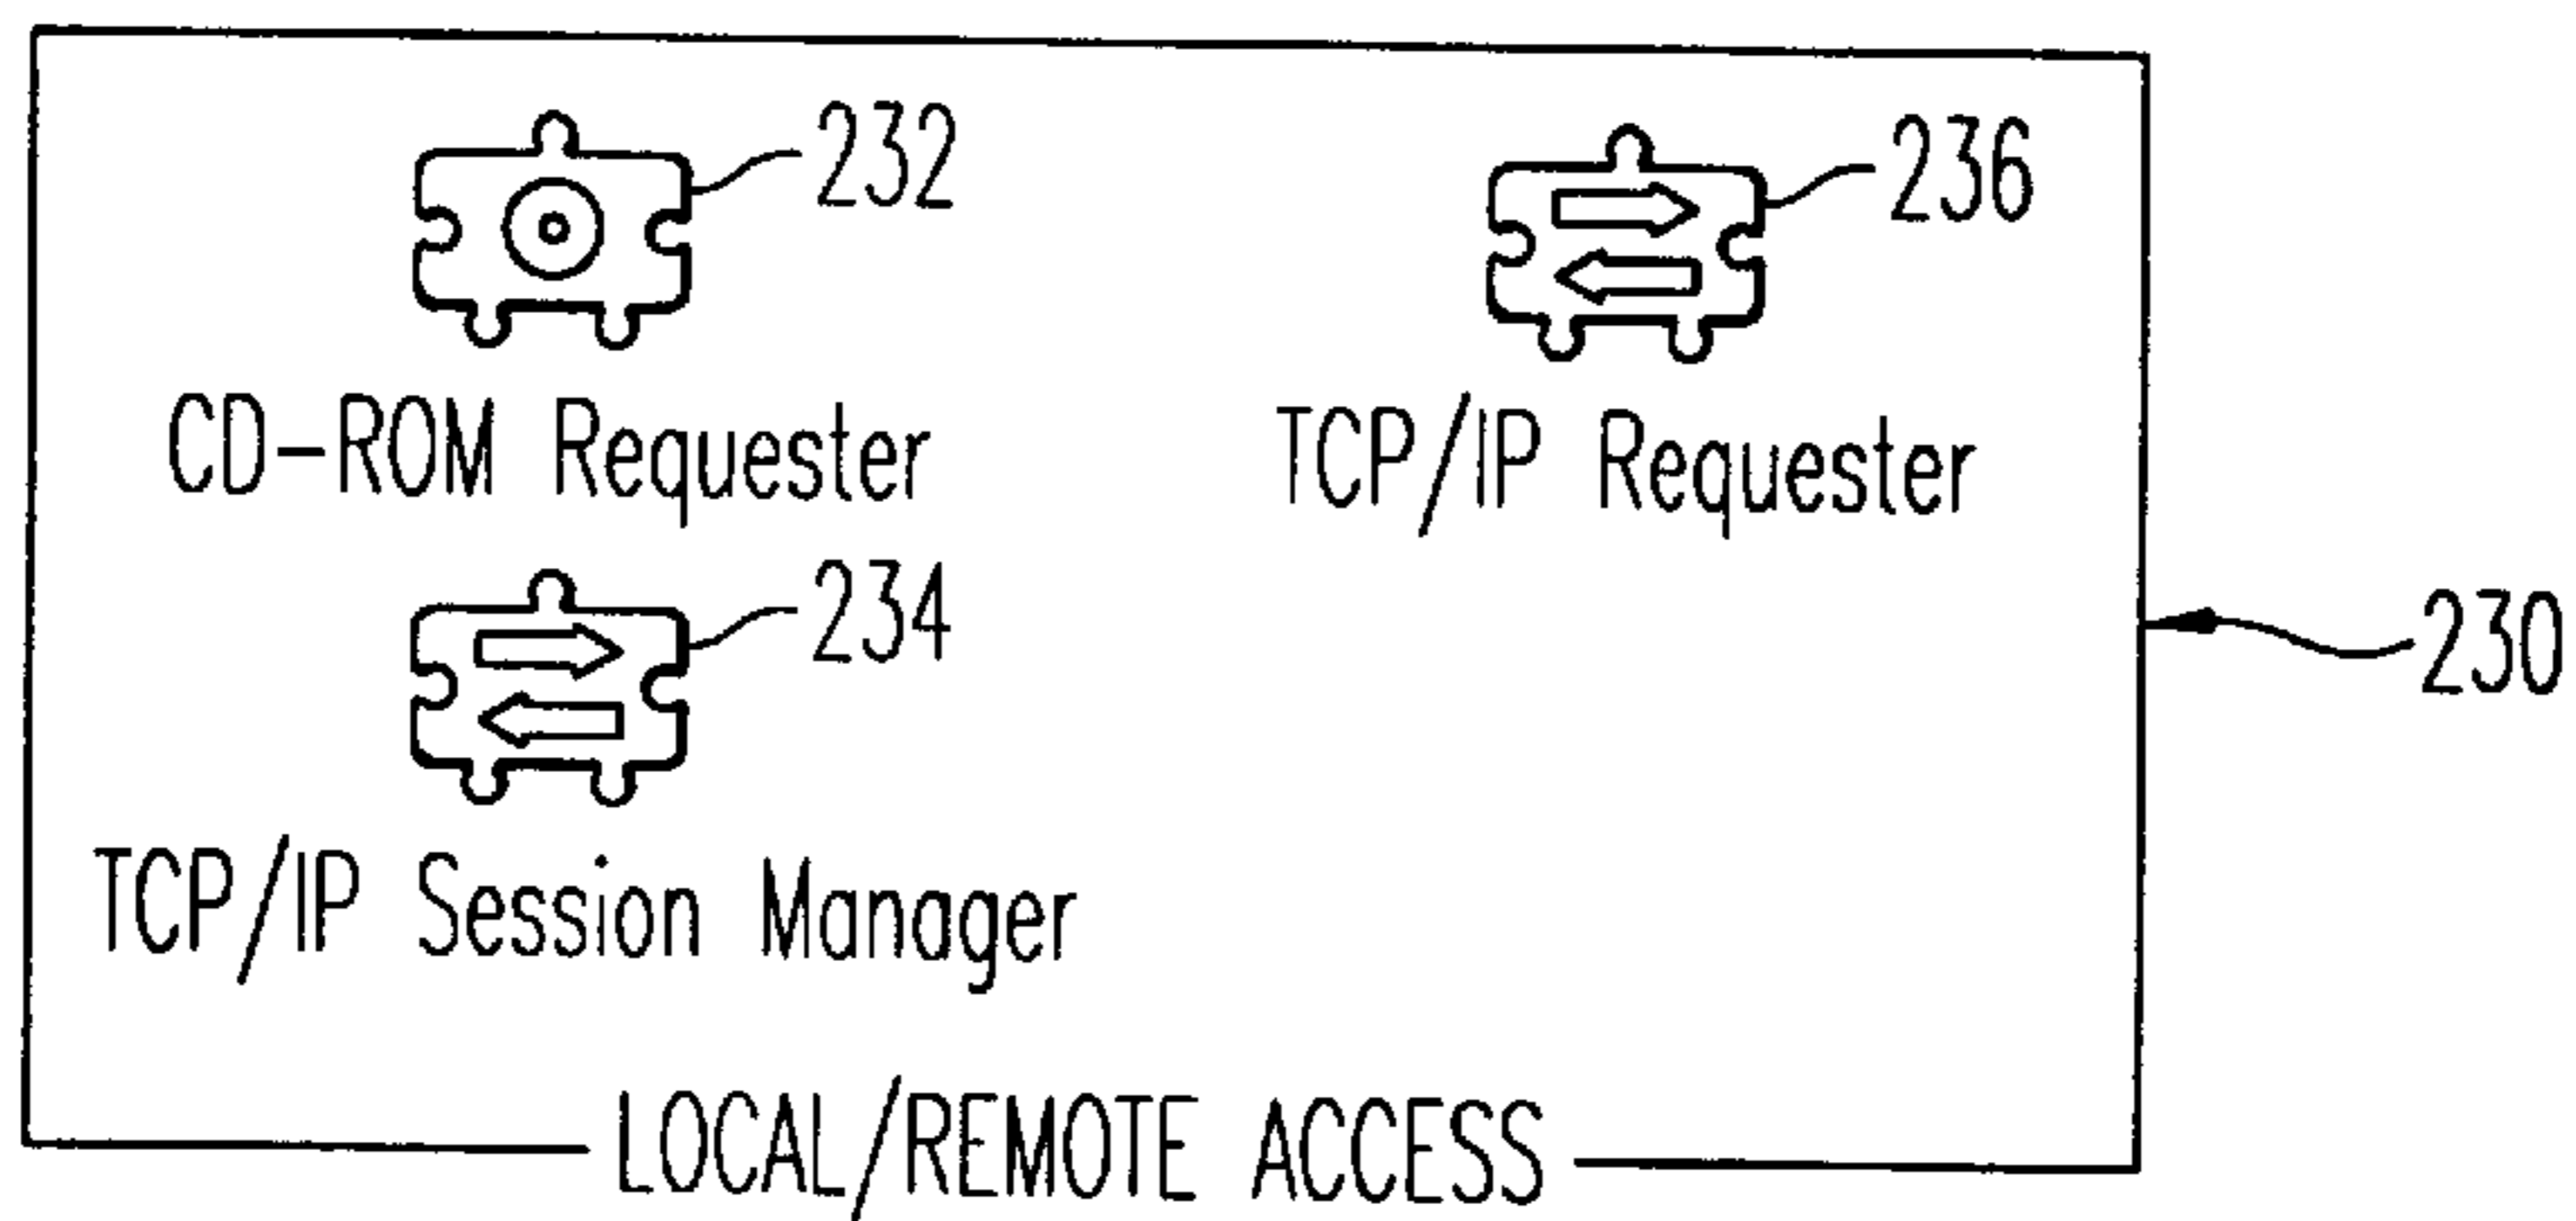 232
CD-ROM Requester
236
TCP/IP Requester
234
TCP/IP Session Manager
230
LOCAL/REMOTE ACCESS